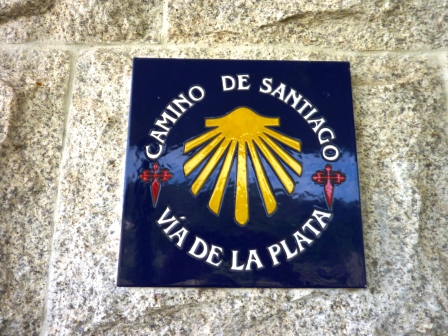 CAMINO DE SANTIAGO
VÍA DE LA PLATA